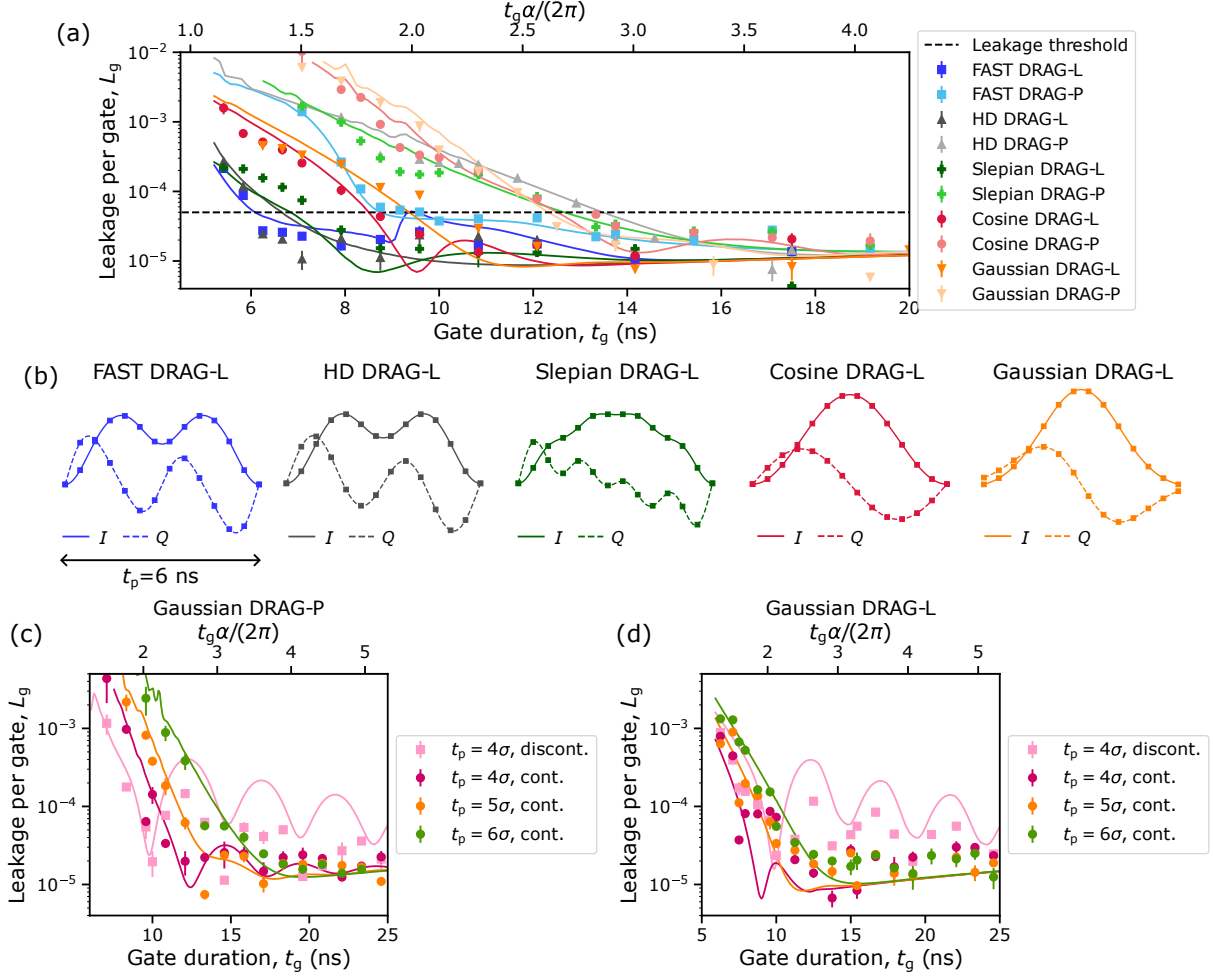 (a)
t_gα/(2π)
1.1 1.5 2.0 2.5 3.0 3.6 4.1
Leakage per gate, L_g
10⁻²
10⁻³
10⁻⁴
10⁻⁵
6 8 10 12 14 16 18 20
Gate duration, t_g (ns)
Leakage threshold
FAST DRAG-L
FAST DRAG-P
HD DRAG-L
HD DRAG-P
Slepian DRAG-L
Slepian DRAG-P
Cosine DRAG-L
Cosine DRAG-P
Gaussian DRAG-L
Gaussian DRAG-P
(b)
FAST DRAG-L HD DRAG-L Slepian DRAG-L Cosine DRAG-L Gaussian DRAG-L
I Q I Q I Q I Q I Q
t_p=6 ns
(c)
Gaussian DRAG-P
t_gα/(2π)
2 3 4 5
Leakage per gate, L_g
10⁻³
10⁻⁴
10⁻⁵
10 15 20 25
Gate duration, t_g (ns)
t_p = 4σ, discont.
t_p = 4σ, cont.
t_p = 5σ, cont.
t_p = 6σ, cont.
(d)
Gaussian DRAG-L
t_gα/(2π)
2 3 4 5
Leakage per gate, L_g
10⁻³
10⁻⁴
10⁻⁵
5 10 15 20 25
Gate duration, t_g (ns)
t_p = 4σ, discont.
t_p = 4σ, cont.
t_p = 5σ, cont.
t_p = 6σ, cont.